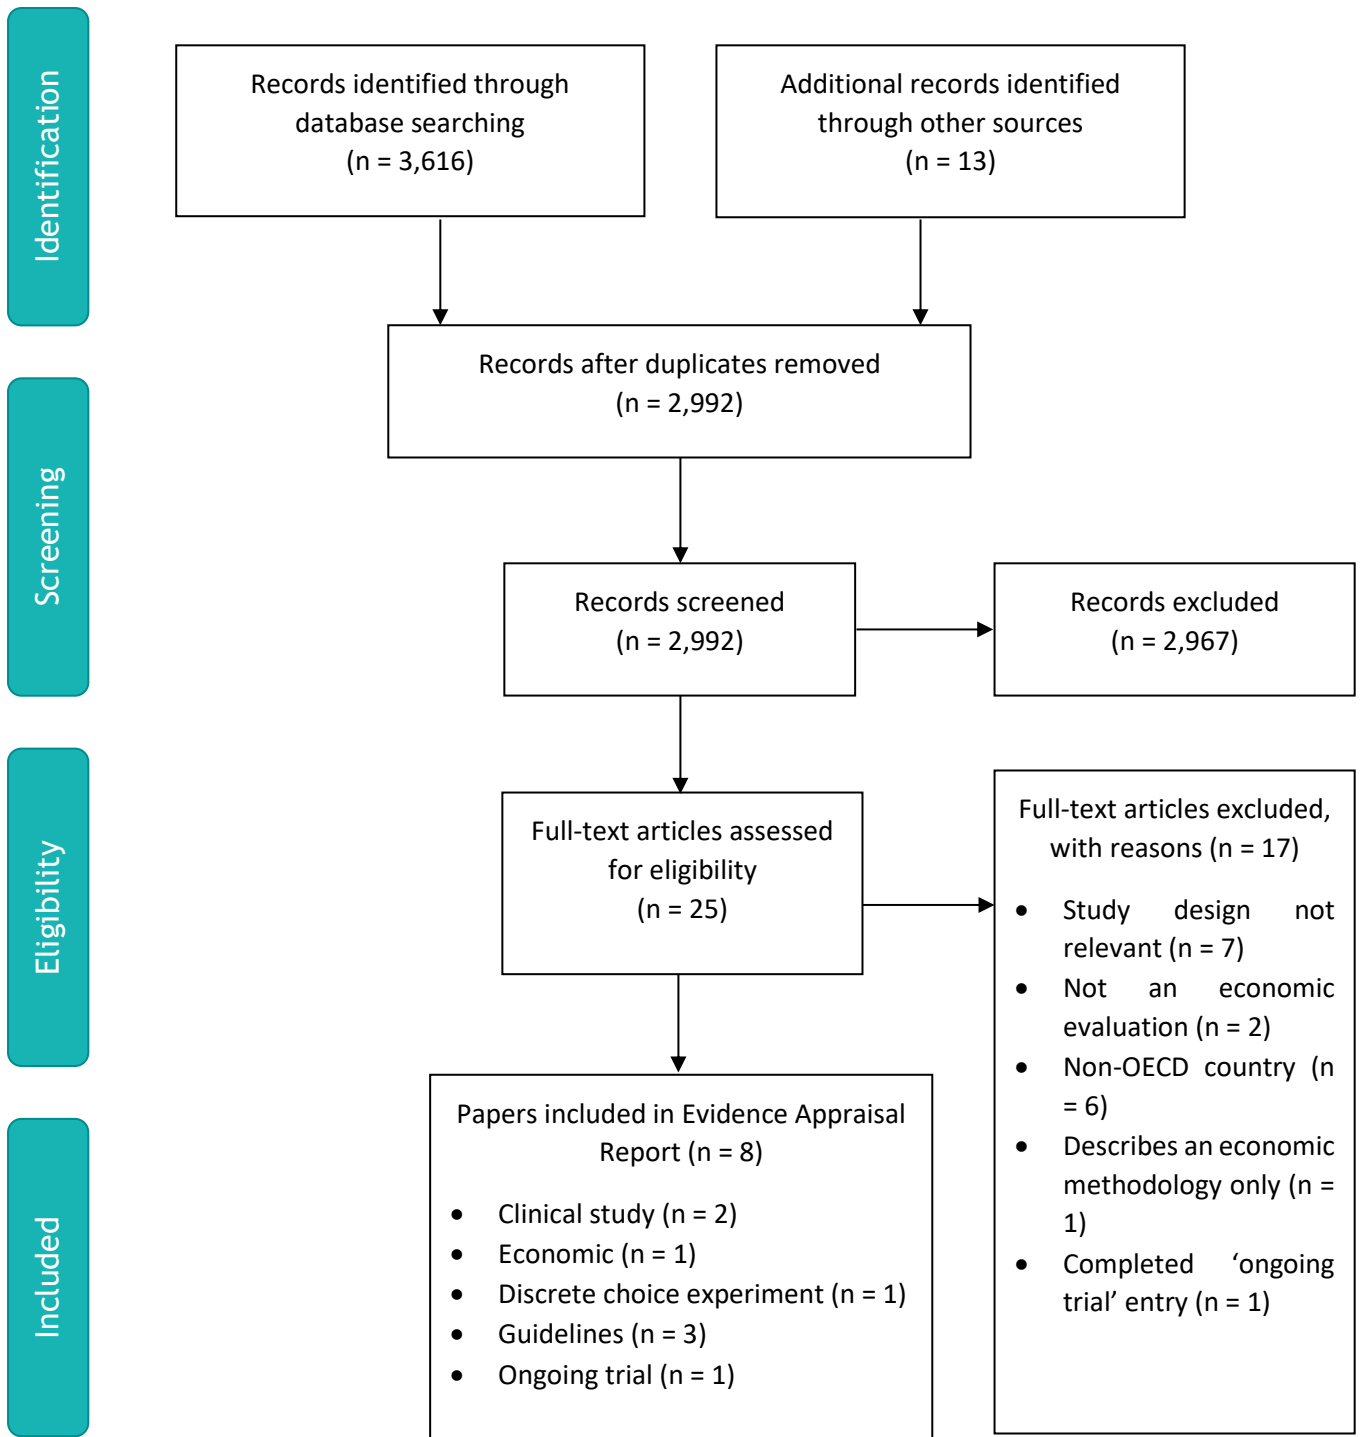 Identification
Records identified through
database searching
(n = 3,616)
Additional records identified
through other sources
(n = 13)
Records after duplicates removed
(n = 2,992)
Screening
Records screened
(n = 2,992)
Records excluded
(n = 2,967)
Eligibility
Full-text articles assessed
for eligibility
(n = 25)
Full-text articles excluded,
with reasons (n = 17)
• Study design not
relevant (n = 7)
• Not an economic
evaluation (n = 2)
• Non-OECD country (n
= 6)
• Describes an economic
methodology only (n =
1)
• Completed ‘ongoing
trial’ entry (n = 1)
Included
Papers included in Evidence Appraisal
Report (n = 8)
• Clinical study (n = 2)
• Economic (n = 1)
• Discrete choice experiment (n = 1)
• Guidelines (n = 3)
• Ongoing trial (n = 1)